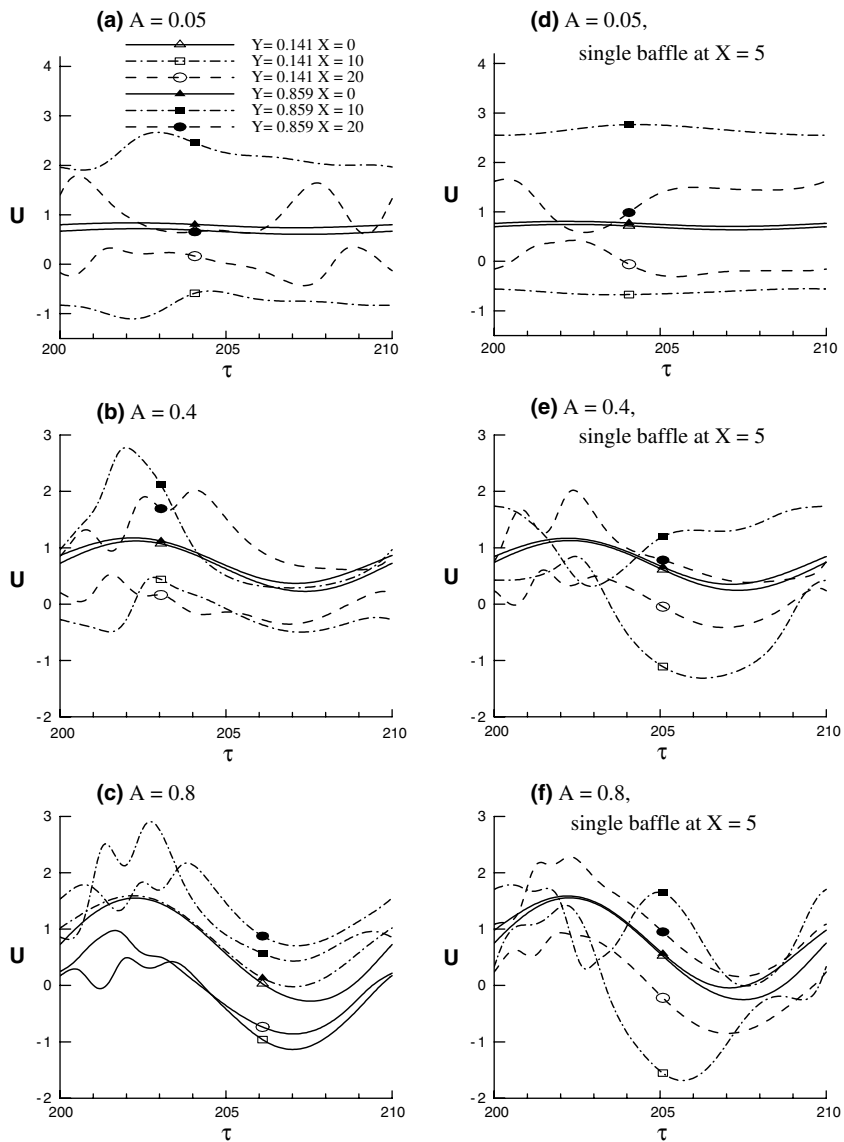 (a) A = 0.05
Y= 0.141 X = 0
Y= 0.141 X = 10
Y= 0.141 X = 20
Y= 0.859 X = 0
Y= 0.859 X = 10
Y= 0.859 X = 20
4
3
2
1
0
-1
U
200
205
210
τ
(d) A = 0.05,
single baffle at X = 5
4
3
2
1
0
-1
U
200
205
210
τ
(b) A = 0.4
3
2
1
0
-1
-2
U
200
205
210
τ
(e) A = 0.4,
single baffle at X = 5
3
2
1
0
-1
-2
U
200
205
210
τ
(c) A = 0.8
3
2
1
0
-1
-2
U
200
205
210
τ
(f) A = 0.8,
single baffle at X = 5
3
2
1
0
-1
-2
U
200
205
210
τ